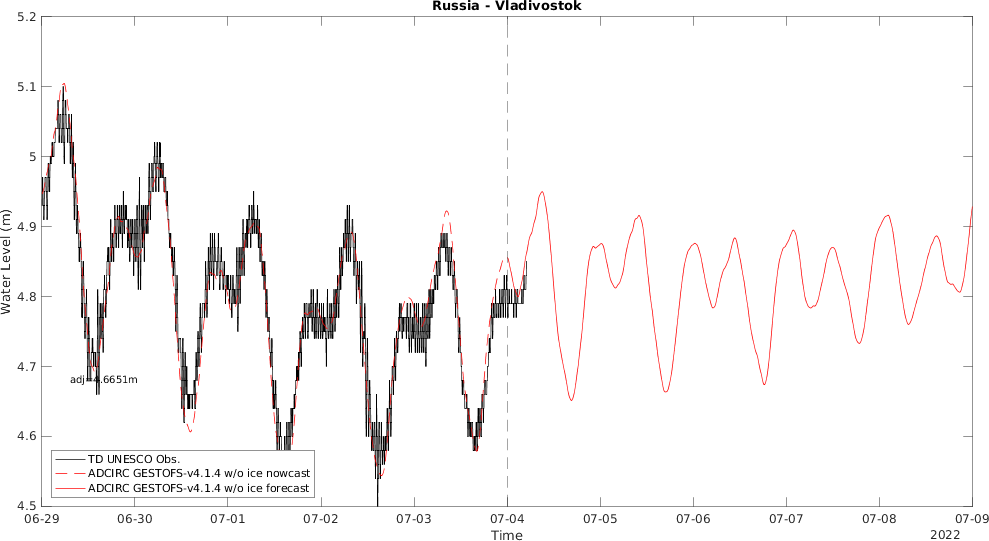 Russia - Vladivostok
5.2
5.1
5
4.9
4.8
4.7
4.6
4.5
Water Level (m)
adj=4.6651m
TD UNESCO Obs.
ADCIRC GESTOFS-v4.1.4 w/o ice nowcast
ADCIRC GESTOFS-v4.1.4 w/o ice forecast
06-29 06-30 07-01 07-02 07-03 07-04 07-05 07-06 07-07 07-08 07-09
Time
2022